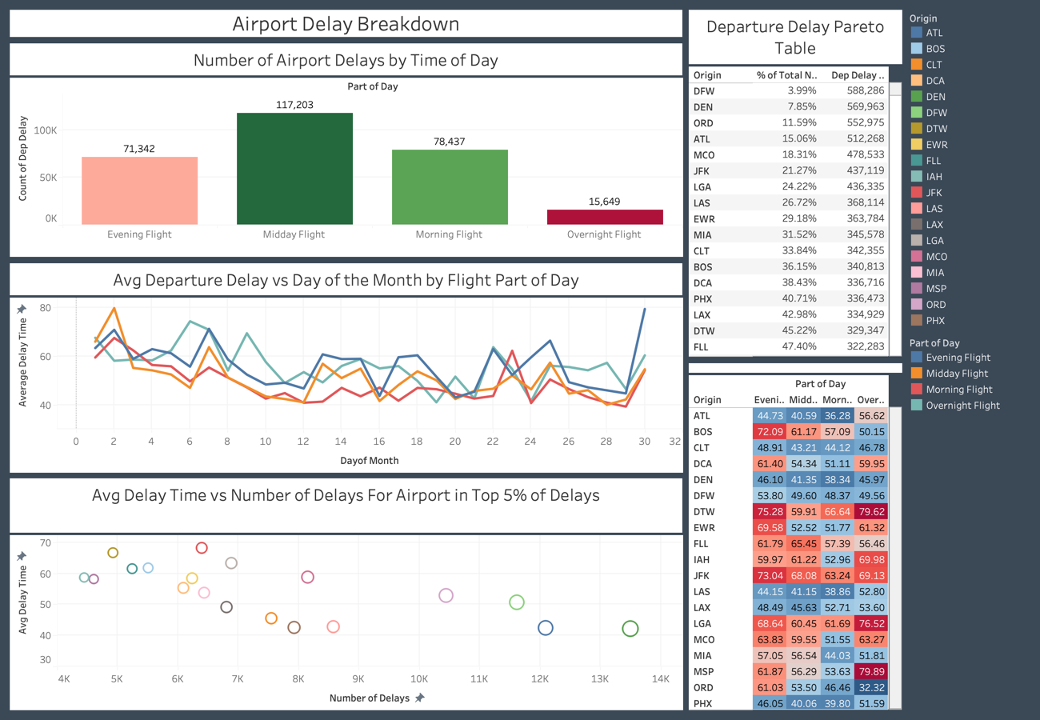 Airport Delay Breakdown
Number of Airport Delays by Time of Day
Part of Day
Count of Dep Delay
100K
50K
0K
71,342
117,203
78,437
15,649
Evening Flight
Midday Flight
Morning Flight
Overnight Flight
Avg Departure Delay vs Day of the Month by Flight Part of Day
Average Delay Time
80
60
40
0 2 4 6 8 10 12 14 16 18 20 22 24 26 28 30 32
Dayof Month
Avg Delay Time vs Number of Delays For Airport in Top 5% of Delays
Avg Delay Time
70
60
50
40
30
4K 5K 6K 7K 8K 9K 10K 11K 12K 13K 14K
Number of Delays
Departure Delay Pareto
Table
Origin % of Total N.. Dep Delay ..
DFW 3.99% 588,286
DEN 7.85% 569,963
ORD 11.59% 552,975
ATL 15.06% 512,268
MCO 18.31% 478,533
JFK 21.27% 437,119
LGA 24.22% 436,335
LAS 26.72% 368,114
EWR 29.18% 363,784
MIA 31.52% 345,578
CLT 33.84% 342,355
BOS 36.15% 340,813
DCA 38.43% 336,716
PHX 40.71% 336,473
LAX 42.98% 334,929
DTW 45.22% 329,347
FLL 47.40% 322,283
Part of Day
Origin Eveni.. Midd.. Morn.. Over..
ATL 44.73 40.59 36.28 56.62
BOS 72.09 61.17 57.09 50.15
CLT 48.91 43.21 44.12 46.78
DCA 61.40 54.34 51.11 59.95
DEN 46.10 41.35 38.34 45.97
DFW 53.80 49.60 48.37 49.56
DTW 75.28 59.91 66.64 79.62
EWR 69.58 52.52 51.77 61.32
FLL 61.79 65.45 57.39 56.46
IAH 59.97 61.22 52.96 69.98
JFK 73.04 68.08 63.24 69.13
LAS 44.15 41.15 38.86 52.80
LAX 48.49 45.63 52.71 53.60
LGA 68.64 60.45 61.69 76.52
MCO 63.83 59.55 51.55 63.27
MIA 57.05 56.54 44.03 51.81
MSP 61.87 56.29 53.63 79.89
ORD 61.03 53.50 46.46 32.32
PHX 46.05 40.06 39.80 51.59
Origin
ATL
BOS
CLT
DCA
DEN
DFW
DTW
EWR
FLL
IAH
JFK
LAS
LAX
LGA
MCO
MIA
MSP
ORD
PHX
Part of Day
Evening Flight
Midday Flight
Morning Flight
Overnight Flight